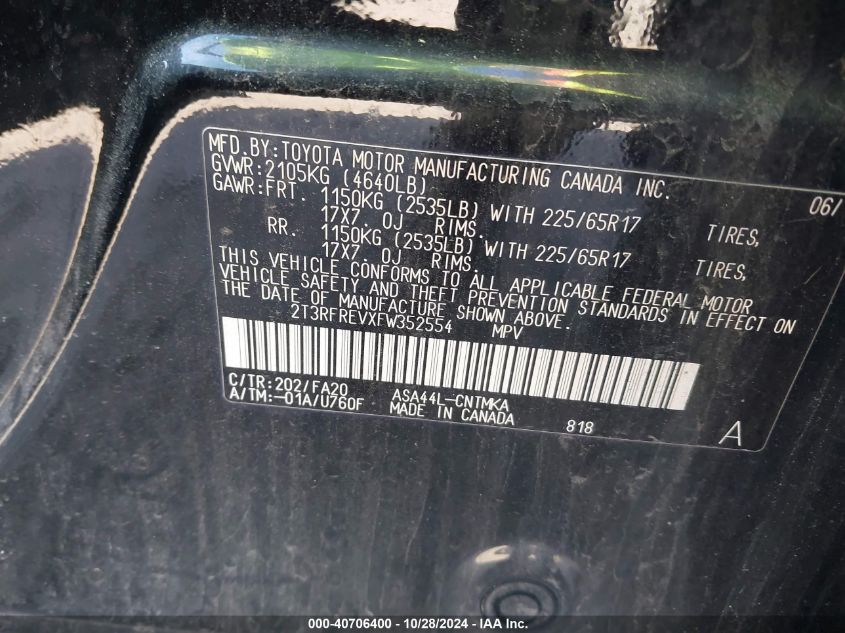 MFD.BY:TOYOTA MOTOR MANUFACTURING CANADA INC. 06/
GVWR:2105KG (4640LB)
GAWR:FRT. 1150KG (2535LB) WITH 225/65R17 TIRES,
17X7.0J RIMS.
RR. 1150KG (2535LB) WITH 225/65R17 TIRES,
17X7.0J RIMS.
THIS VEHICLE CONFORMS TO ALL APPLICABLE FEDERAL MOTOR
VEHICLE SAFETY AND THEFT PREVENTION STANDARDS IN EFFECT ON
THE DATE OF MANUFACTURE SHOWN ABOVE.
2T3RFREVXFW352554 MPV
C/TR:202/FA20 ASA44L-CNTMKA
A/TM:-01A/U760F MADE IN CANADA
818 A
000-40706400 • 10/28/2024 • IAA Inc.